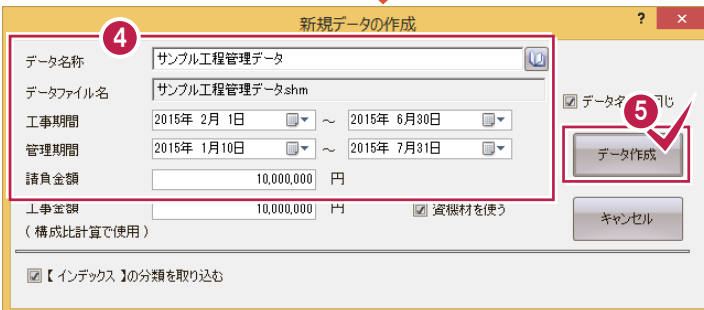 新規データの作成 ? ×
4
データ名称 サンプル工程管理データ
データファイル名 サンプル工程管理データ.shm
データ名 同じ
5
工事期間 2015年 2月 1日 ～ 2015年 6月30日
管理期間 2015年 1月10日 ～ 2015年 7月31日
データ作成
請負金額 10,000,000 円
工事金額 10,000,000 円 資機材を使う
(構成比計算で使用)
キャンセル
【インデックス】の分類を取り込む